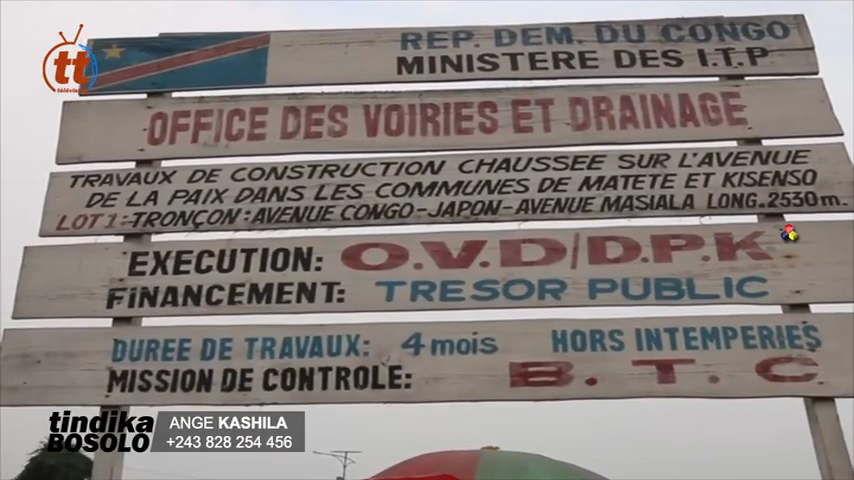 tt
REP. DEM. DU CONGO
MINISTERE DES I.T.P
OFFICE DES VOIRIES ET DRAINAGE
TRAVAUX DE CONSTRUCTION CHAUSSEE SUR L'AVENUE
DE LA PAIX DANS LES COMMUNES DE MATETE ET KISENSO
LOT 1:-TRONÇON: AVENUE CONGO-JAPON-AVENUE MASIALA LONG.2530m.
EXECUTION: O.V.D/D.P.K
FINANCEMENT: TRESOR PUBLIC
DUREE DE TRAVAUX: 4 mois HORS INTEMPERIES
MISSION DE CONTROLE: B.T.C
tindika
BOSOLO
ANGE KASHILA
+243 828 254 456